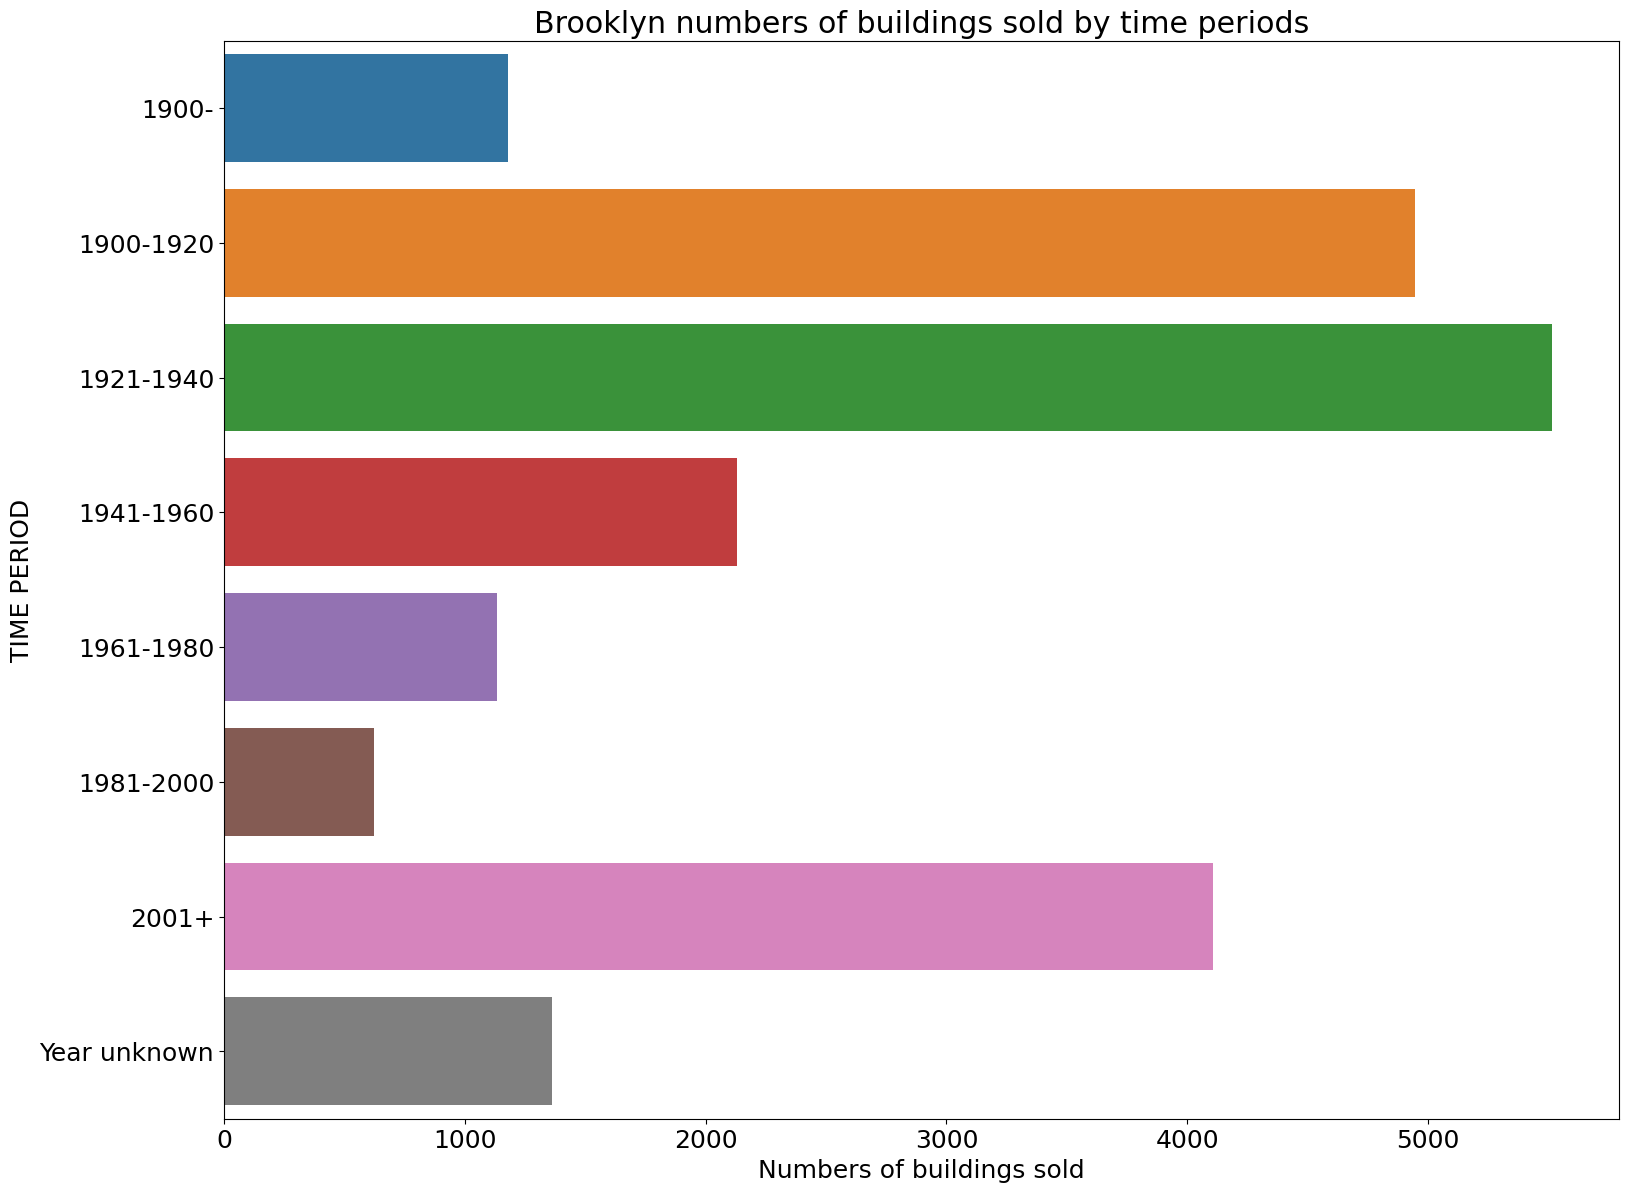 Brooklyn numbers of buildings sold by time periods
TIME PERIOD
1900-
1900-1920
1921-1940
1941-1960
1961-1980
1981-2000
2001+
Year unknown
0 1000 2000 3000 4000 5000
Numbers of buildings sold